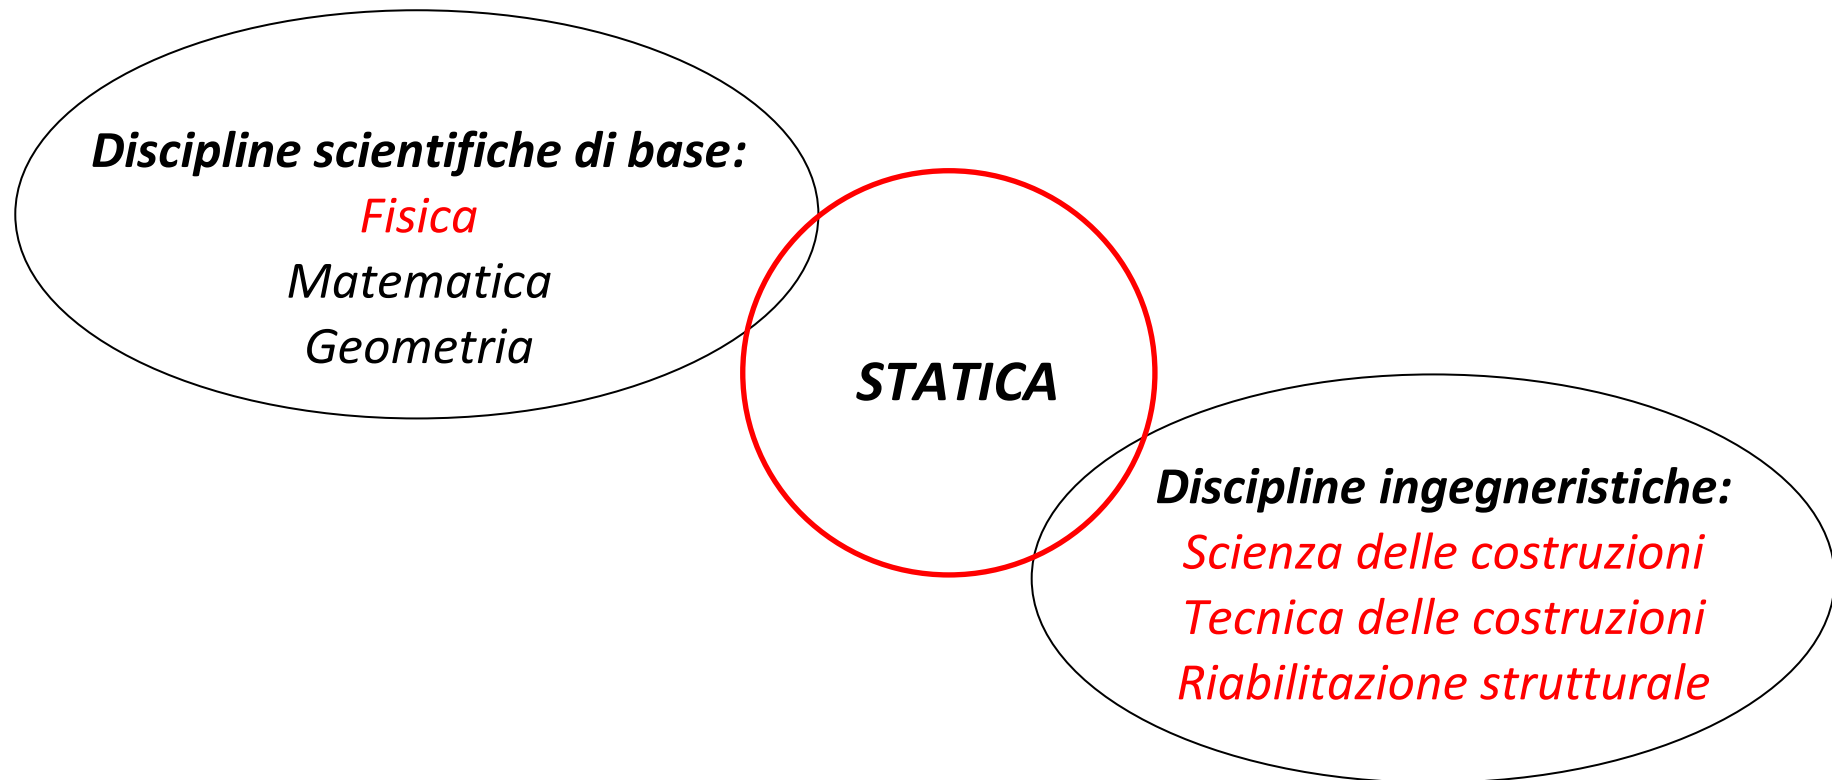 Discipline scientifiche di base:
Fisica
Matematica
Geometria
STATICA
Discipline ingegneristiche:
Scienza delle costruzioni
Tecnica delle costruzioni
Riabilitazione strutturale